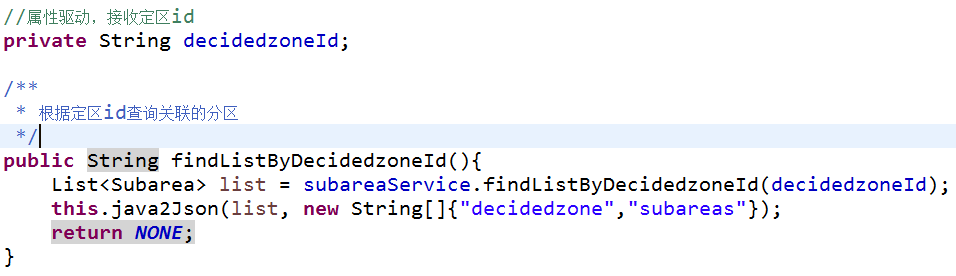 //属性驱动，接收定区id
private String decidedzoneId;
/**
 * 根据定区id查询关联的分区
 */
public String findListByDecidedzoneId(){
    List<Subarea> list = subareaService.findListByDecidedzoneId(decidedzoneId);
    this.java2Json(list, new String[]{"decidedzone","subareas"});
    return NONE;
}